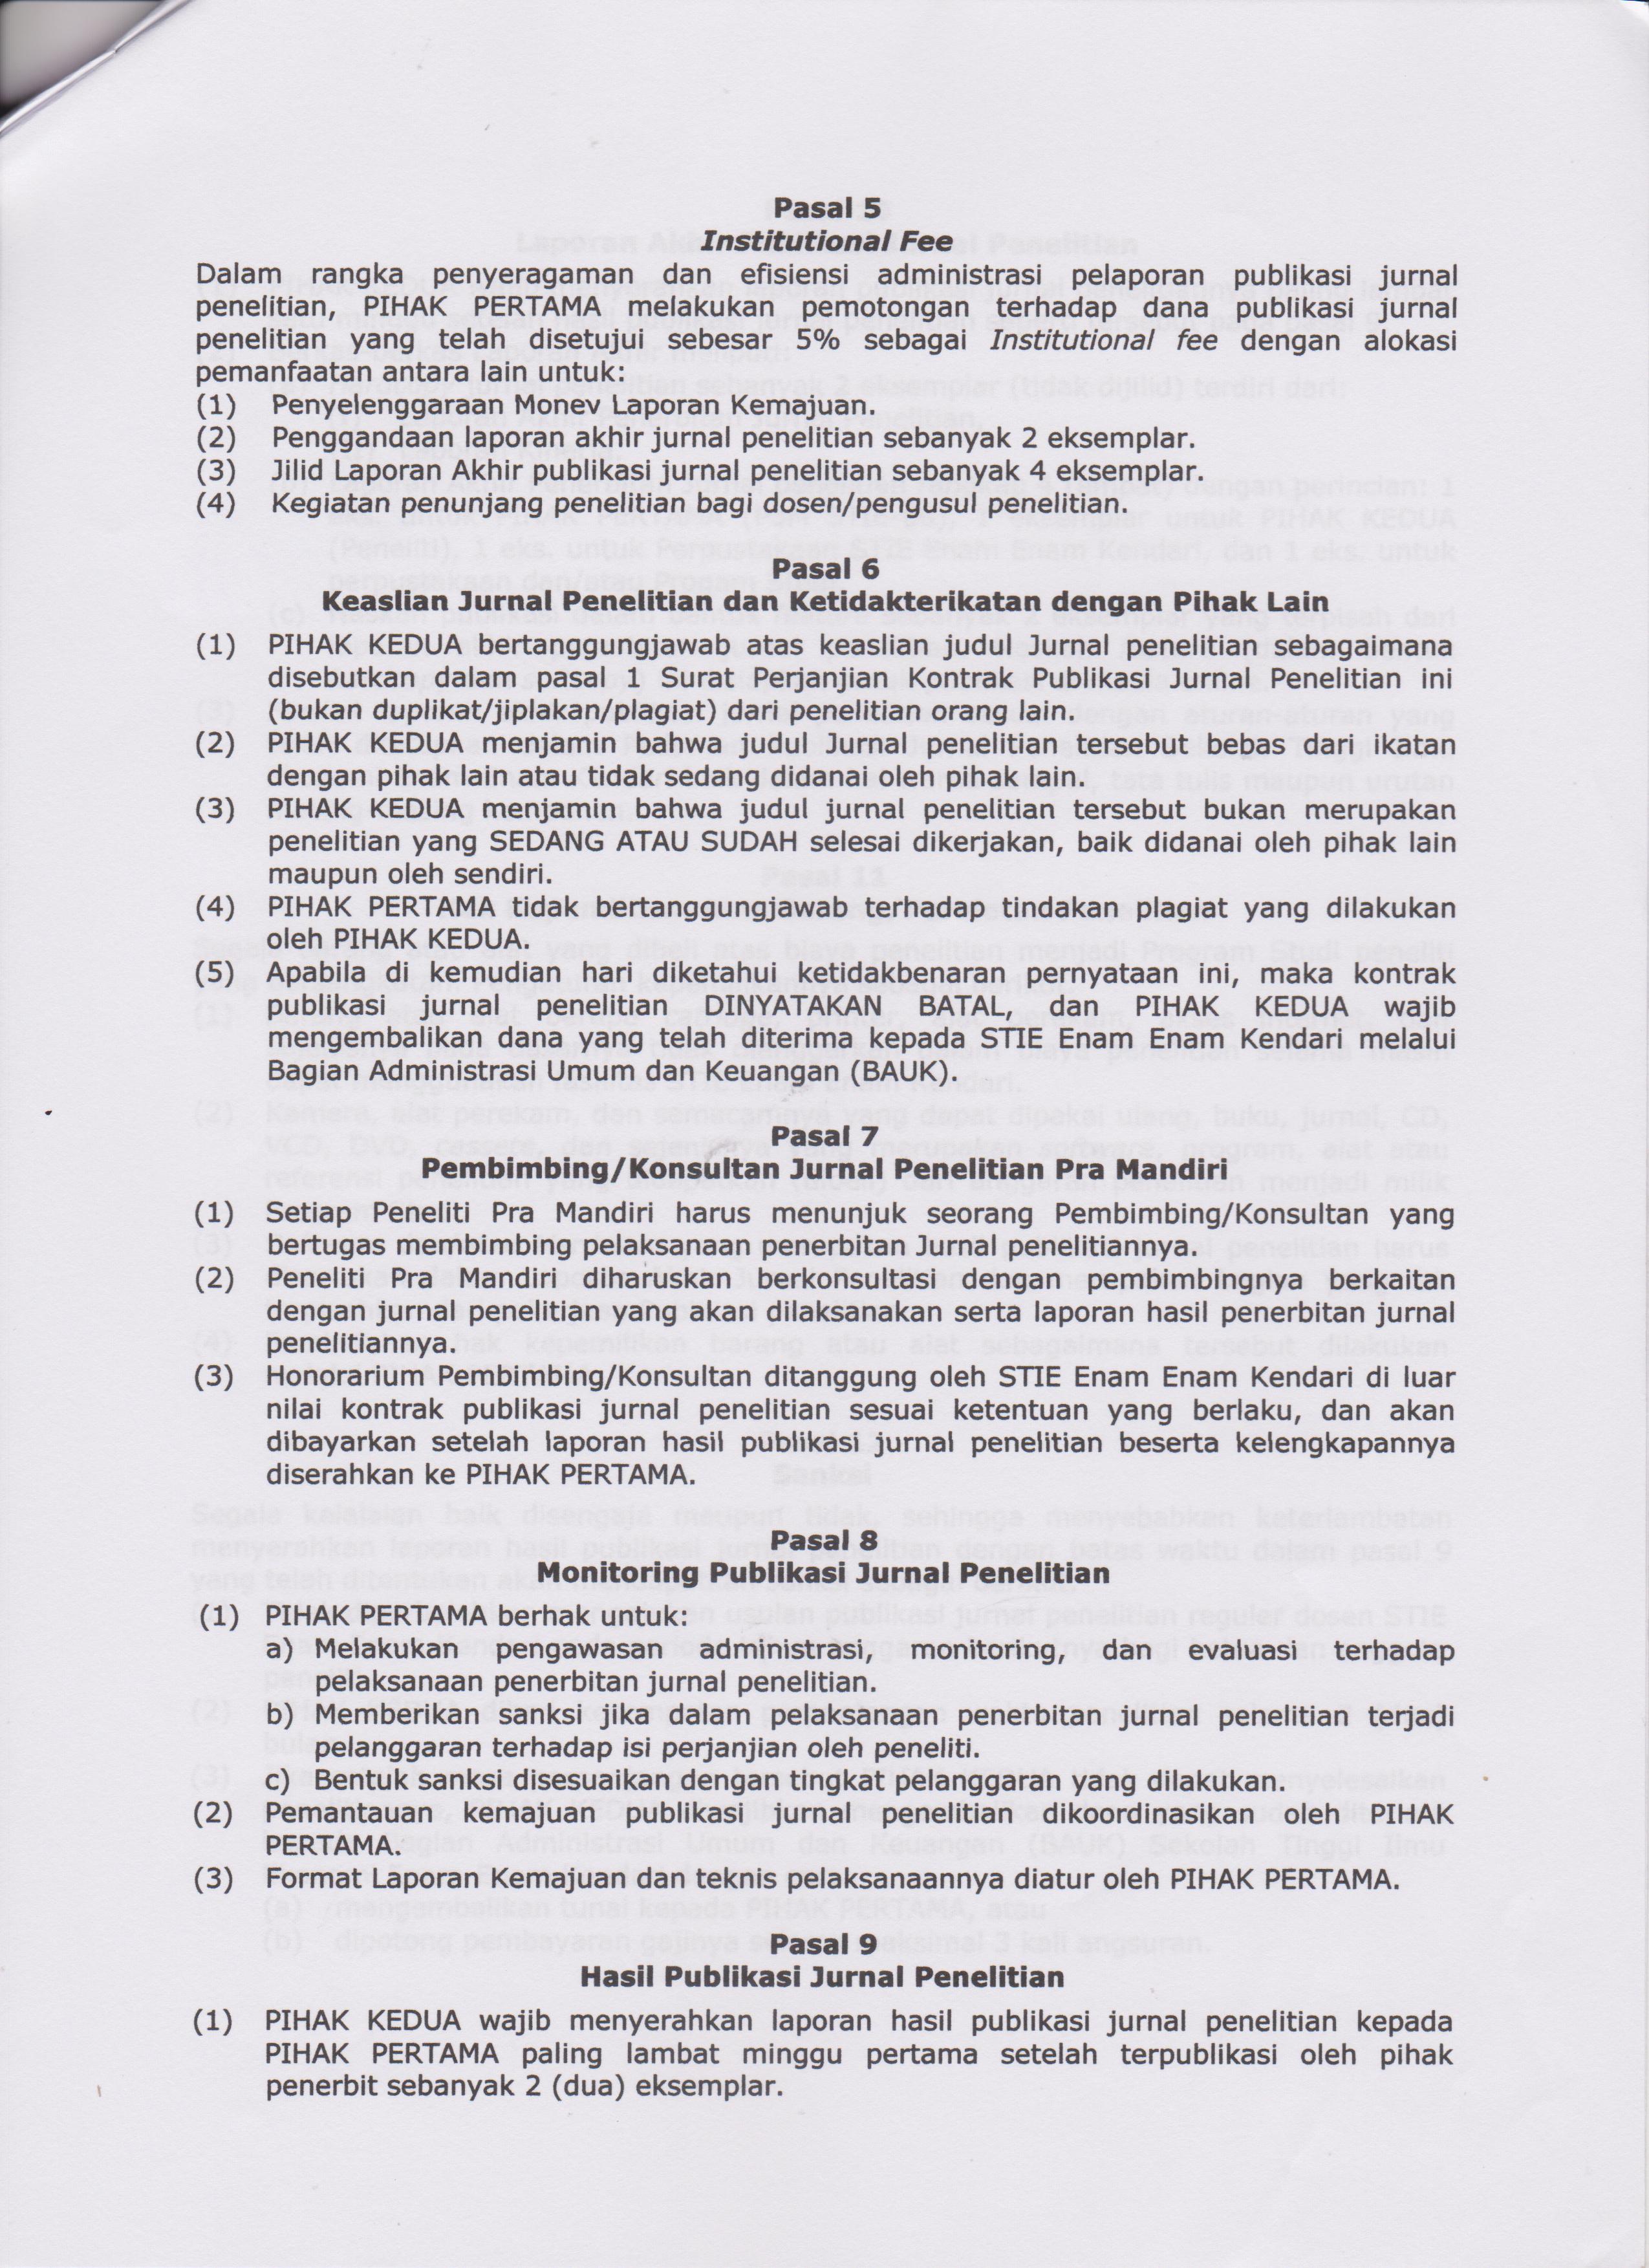 Pasal 5
Institutional Fee
Dalam rangka penyeragaman dan efisiensi administrasi pelaporan publikasi jurnal
penelitian, PIHAK PERTAMA melakukan pemotongan terhadap dana publikasi jurnal
penelitian yang telah disetujui sebesar 5% sebagai Institutional fee dengan alokasi
pemanfaatan antara lain untuk:
(1) Penyelenggaraan Monev Laporan Kemajuan.
(2) Penggandaan laporan akhir jurnal penelitian sebanyak 2 eksemplar.
(3) Jilid Laporan Akhir publikasi jurnal penelitian sebanyak 4 eksemplar.
(4) Kegiatan penunjang penelitian bagi dosen/pengusul penelitian.
Pasal 6
Keaslian Jurnal Penelitian dan Ketidakterikatan dengan Pihak Lain
(1) PIHAK KEDUA bertanggungjawab atas keaslian judul Jurnal penelitian sebagaimana
disebutkan dalam pasal 1 Surat Perjanjian Kontrak Publikasi Jurnal Penelitian ini
(bukan duplikat/jiplakan/plagiat) dari penelitian orang lain.
(2) PIHAK KEDUA menjamin bahwa judul Jurnal penelitian tersebut bebas dari ikatan
dengan pihak lain atau tidak sedang didanai oleh pihak lain.
(3) PIHAK KEDUA menjamin bahwa judul jurnal penelitian tersebut bukan merupakan
penelitian yang SEDANG ATAU SUDAH selesai dikerjakan, baik didanai oleh pihak lain
maupun oleh sendiri.
(4) PIHAK PERTAMA tidak bertanggungjawab terhadap tindakan plagiat yang dilakukan
oleh PIHAK KEDUA.
(5) Apabila di kemudian hari diketahui ketidakbenaran pernyataan ini, maka kontrak
publikasi jurnal penelitian DINYATAKAN BATAL, dan PIHAK KEDUA wajib
mengembalikan dana yang telah diterima kepada STIE Enam Enam Kendari melalui
Bagian Administrasi Umum dan Keuangan (BAUK).
Pasal 7
Pembimbing/Konsultan Jurnal Penelitian Pra Mandiri
(1) Setiap Peneliti Pra Mandiri harus menunjuk seorang Pembimbing/Konsultan yang
bertugas membimbing pelaksanaan penerbitan Jurnal penelitiannya.
(2) Peneliti Pra Mandiri diharuskan berkonsultasi dengan pembimbingnya berkaitan
dengan jurnal penelitian yang akan dilaksanakan serta laporan hasil penerbitan jurnal
penelitiannya.
(3) Honorarium Pembimbing/Konsultan ditanggung oleh STIE Enam Enam Kendari di luar
nilai kontrak publikasi jurnal penelitian sesuai ketentuan yang berlaku, dan akan
dibayarkan setelah laporan hasil publikasi jurnal penelitian beserta kelengkapannya
diserahkan ke PIHAK PERTAMA.
Pasal 8
Monitoring Publikasi Jurnal Penelitian
(1) PIHAK PERTAMA berhak untuk:
a) Melakukan pengawasan administrasi, monitoring, dan evaluasi terhadap
pelaksanaan penerbitan jurnal penelitian.
b) Memberikan sanksi jika dalam pelaksanaan penerbitan jurnal penelitian terjadi
pelanggaran terhadap isi perjanjian oleh peneliti.
c) Bentuk sanksi disesuaikan dengan tingkat pelanggaran yang dilakukan.
(2) Pemantauan kemajuan publikasi jurnal penelitian dikoordinasikan oleh PIHAK
PERTAMA.
(3) Format Laporan Kemajuan dan teknis pelaksanaannya diatur oleh PIHAK PERTAMA.
Pasal 9
Hasil Publikasi Jurnal Penelitian
(1) PIHAK KEDUA wajib menyerahkan laporan hasil publikasi jurnal penelitian kepada
PIHAK PERTAMA paling lambat minggu pertama setelah terpublikasi oleh pihak
penerbit sebanyak 2 (dua) eksemplar.